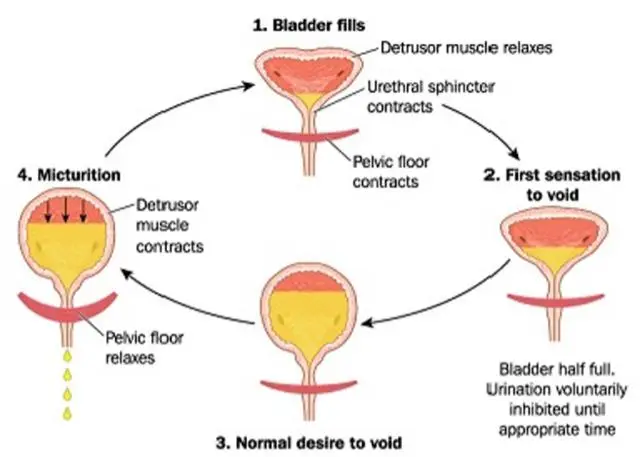 1. Bladder fills
Detrusor muscle relaxes
Urethral sphincter
contracts
Pelvic floor
contracts
2. First sensation
to void
Bladder half full.
Urination voluntarily
inhibited until
appropriate time
3. Normal desire to void
4. Micturition
Detrusor
muscle
contracts
Pelvic floor
relaxes